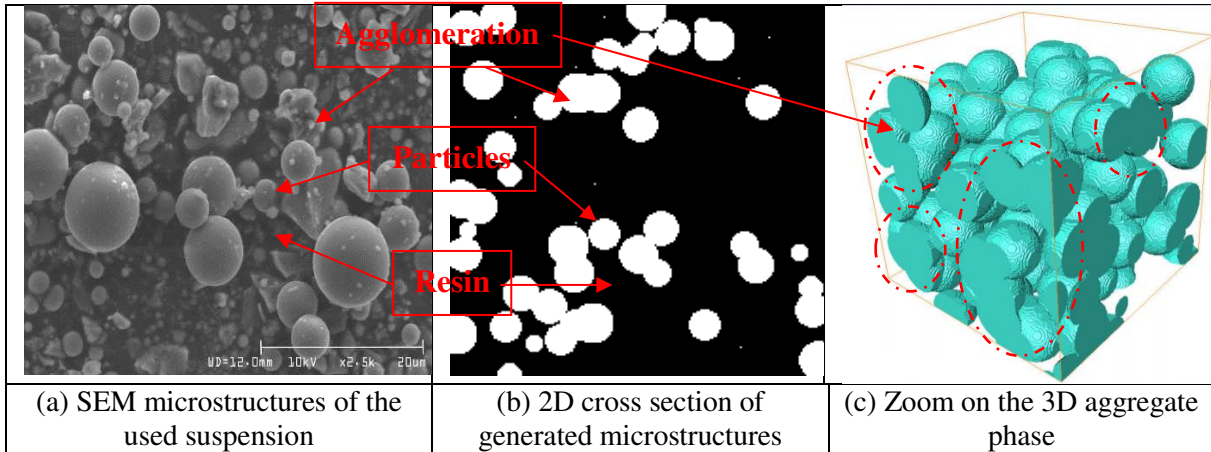 Agglomeration
Particles
Resin
WD=12.0mm 10kV x2.5k 20um
(a) SEM microstructures of the
used suspension
(b) 2D cross section of
generated microstructures
(c) Zoom on the 3D aggregate
phase